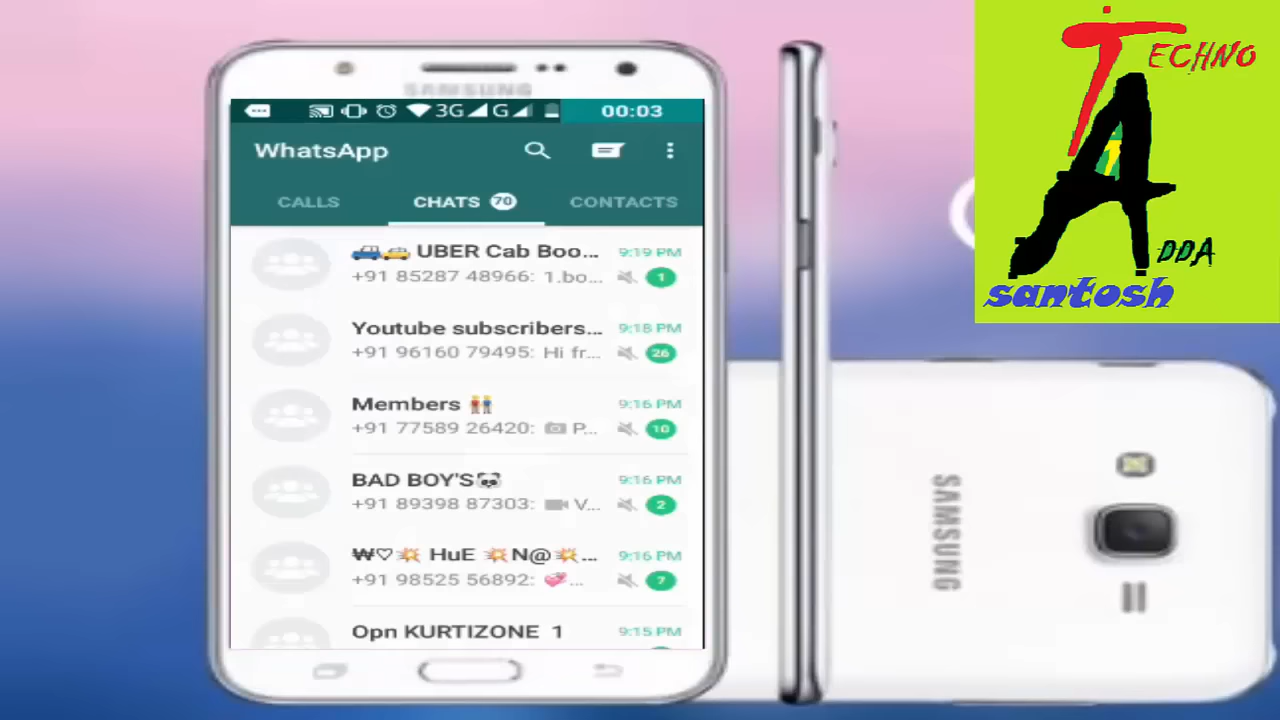 SAMSUNG
3G G 00:03
WhatsApp
CALLS CHATS 70 CONTACTS
🚙🚕 UBER Cab Boo... 9:19 PM
+91 85287 48966: 1.bo... 1
Youtube subscribers... 9:18 PM
+91 96160 79495: Hi fr... 26
Members 👬 9:16 PM
+91 77589 26420: 📷 P... 10
BAD BOY'S🐼 9:16 PM
+91 89398 87303: V... 2
₩♡💥 HuE 💥N@💥... 9:16 PM
+91 98525 56892: 💞... 7
Opn KURTIZONE 1 9:15 PM
TECHNO
ADDA
santosh
SAMSUNG